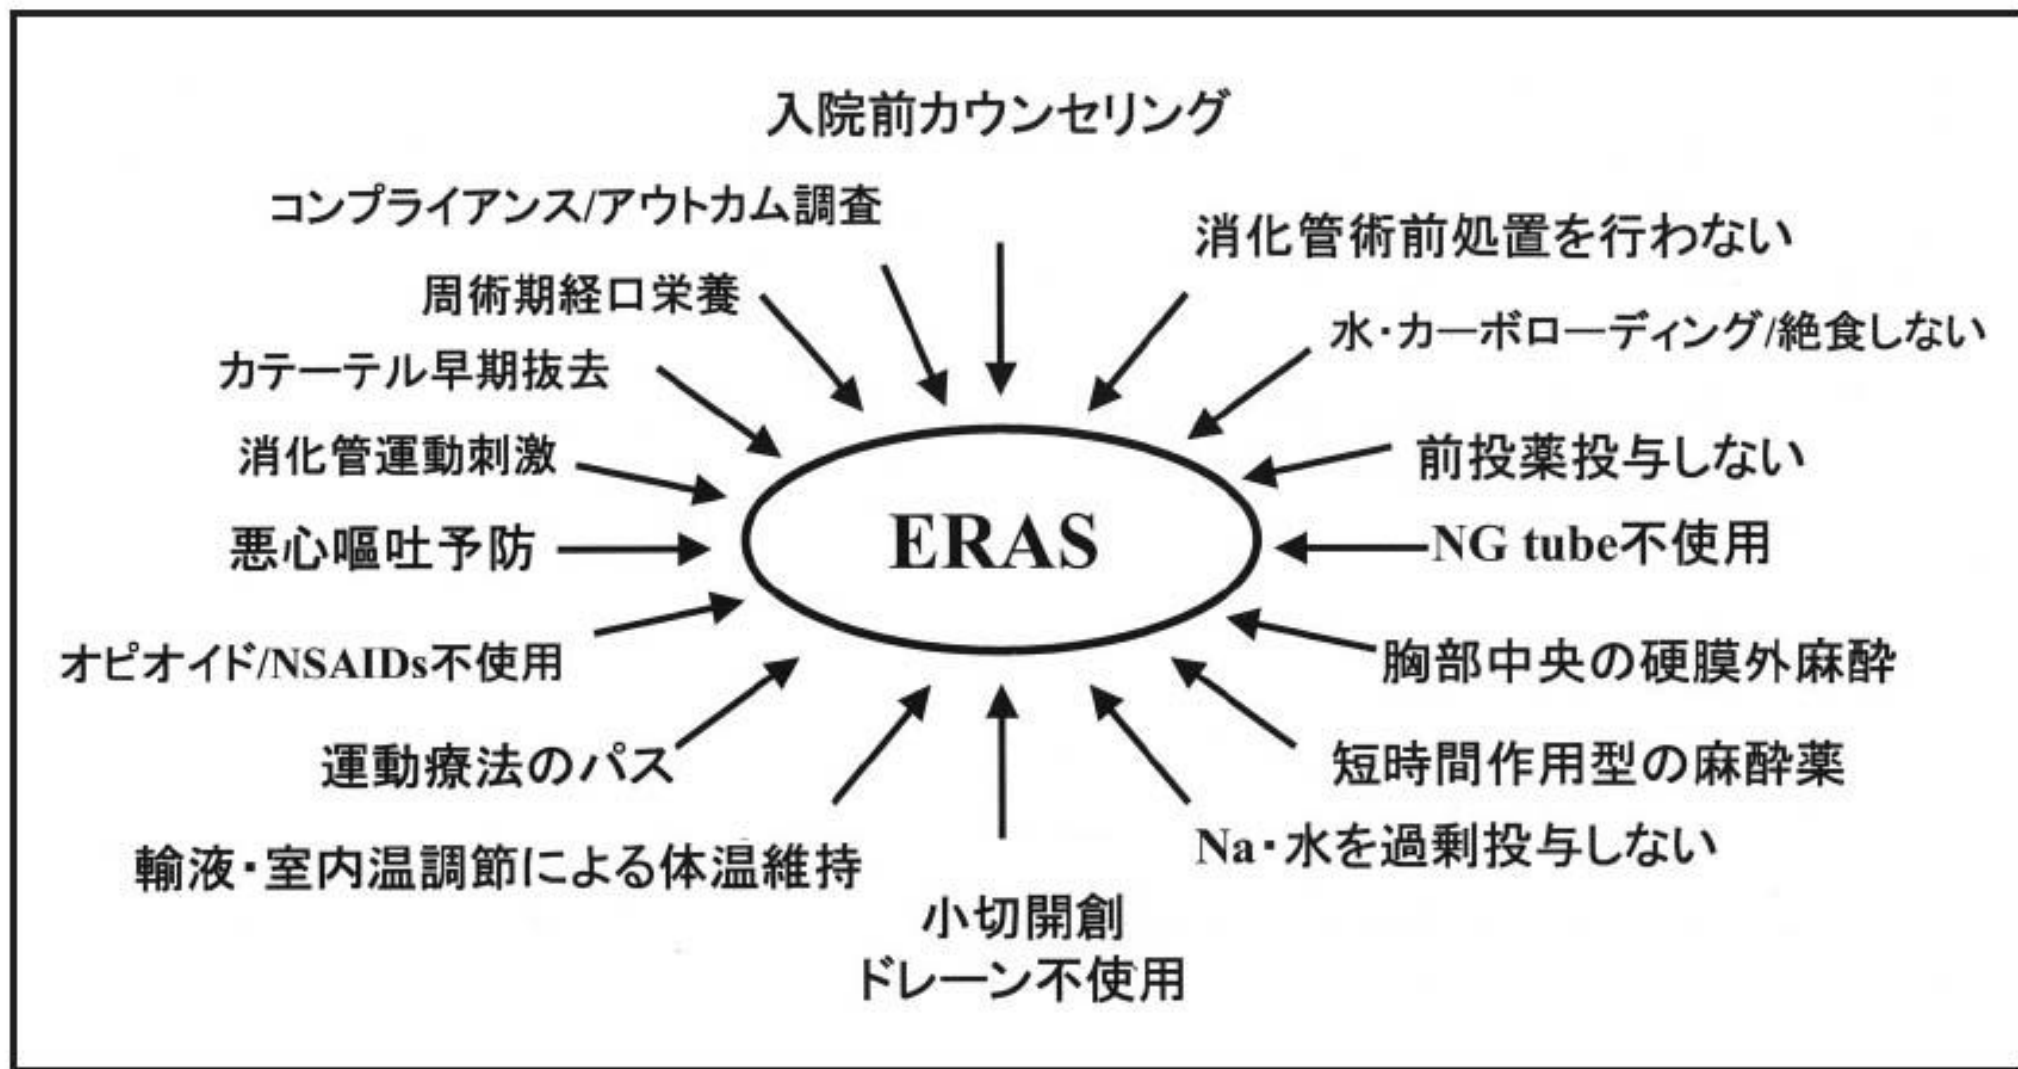 入院前カウンセリング
コンプライアンス/アウトカム調査
消化管術前処置を行わない
周術期経口栄養
水・カーボローディング/絶食しない
カテーテル早期抜去
消化管運動刺激
前投薬投与しない
悪心嘔吐予防
ERAS
NG tube不使用
オピオイド/NSAIDs不使用
胸部中央の硬膜外麻酔
運動療法のパス
短時間作用型の麻酔薬
輸液・室内温調節による体温維持
Na・水を過剰投与しない
小切開創
ドレーン不使用